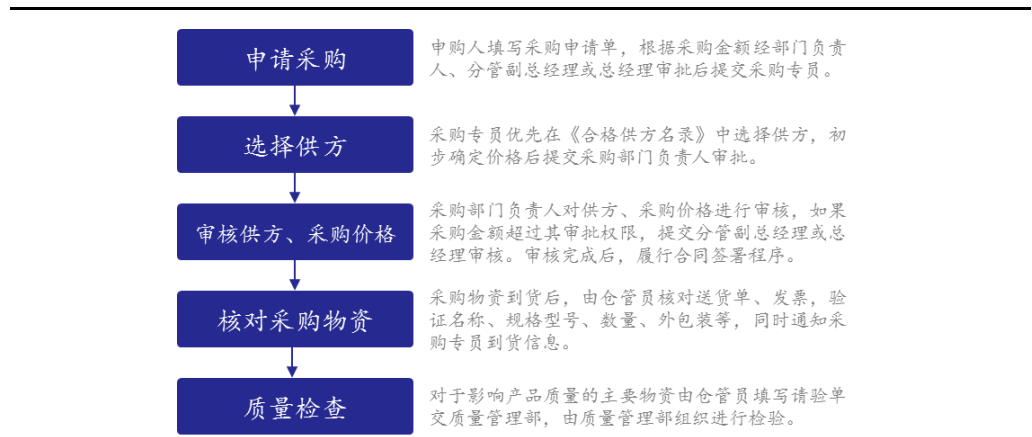 申请采购
申购人填写采购申请单，根据采购金额经部门负责
人、分管副总经理或总经理审批后提交采购专员。
选择供方
采购专员优先在《合格供方名录》中选择供方，初
步确定价格后提交采购部门负责人审批。
审核供方、采购价格
采购部门负责人对供方、采购价格进行审核，如果
采购金额超过其审批权限，提交分管副总经理或总
经理审核。审核完成后，履行合同签署程序。
核对采购物资
采购物资到货后，由仓管员核对送货单、发票，验
证名称、规格型号、数量、外包装等，同时通知采
购专员到货信息。
质量检查
对于影响产品质量的主要物资由仓管员填写请验单
交质量管理部，由质量管理部组织进行检验。